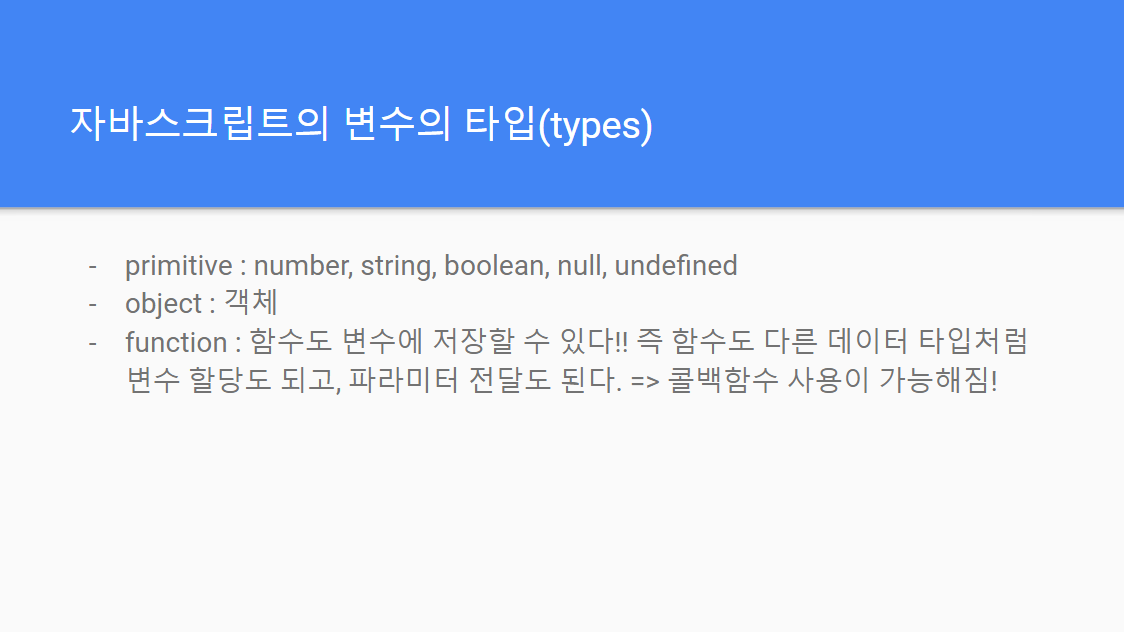 자바스크립트의 변수의 타입(types)
- primitive : number, string, boolean, null, undefined
- object : 객체
- function : 함수도 변수에 저장할 수 있다!! 즉 함수도 다른 데이터 타입처럼
변수 할당도 되고, 파라미터 전달도 된다. => 콜백함수 사용이 가능해짐!